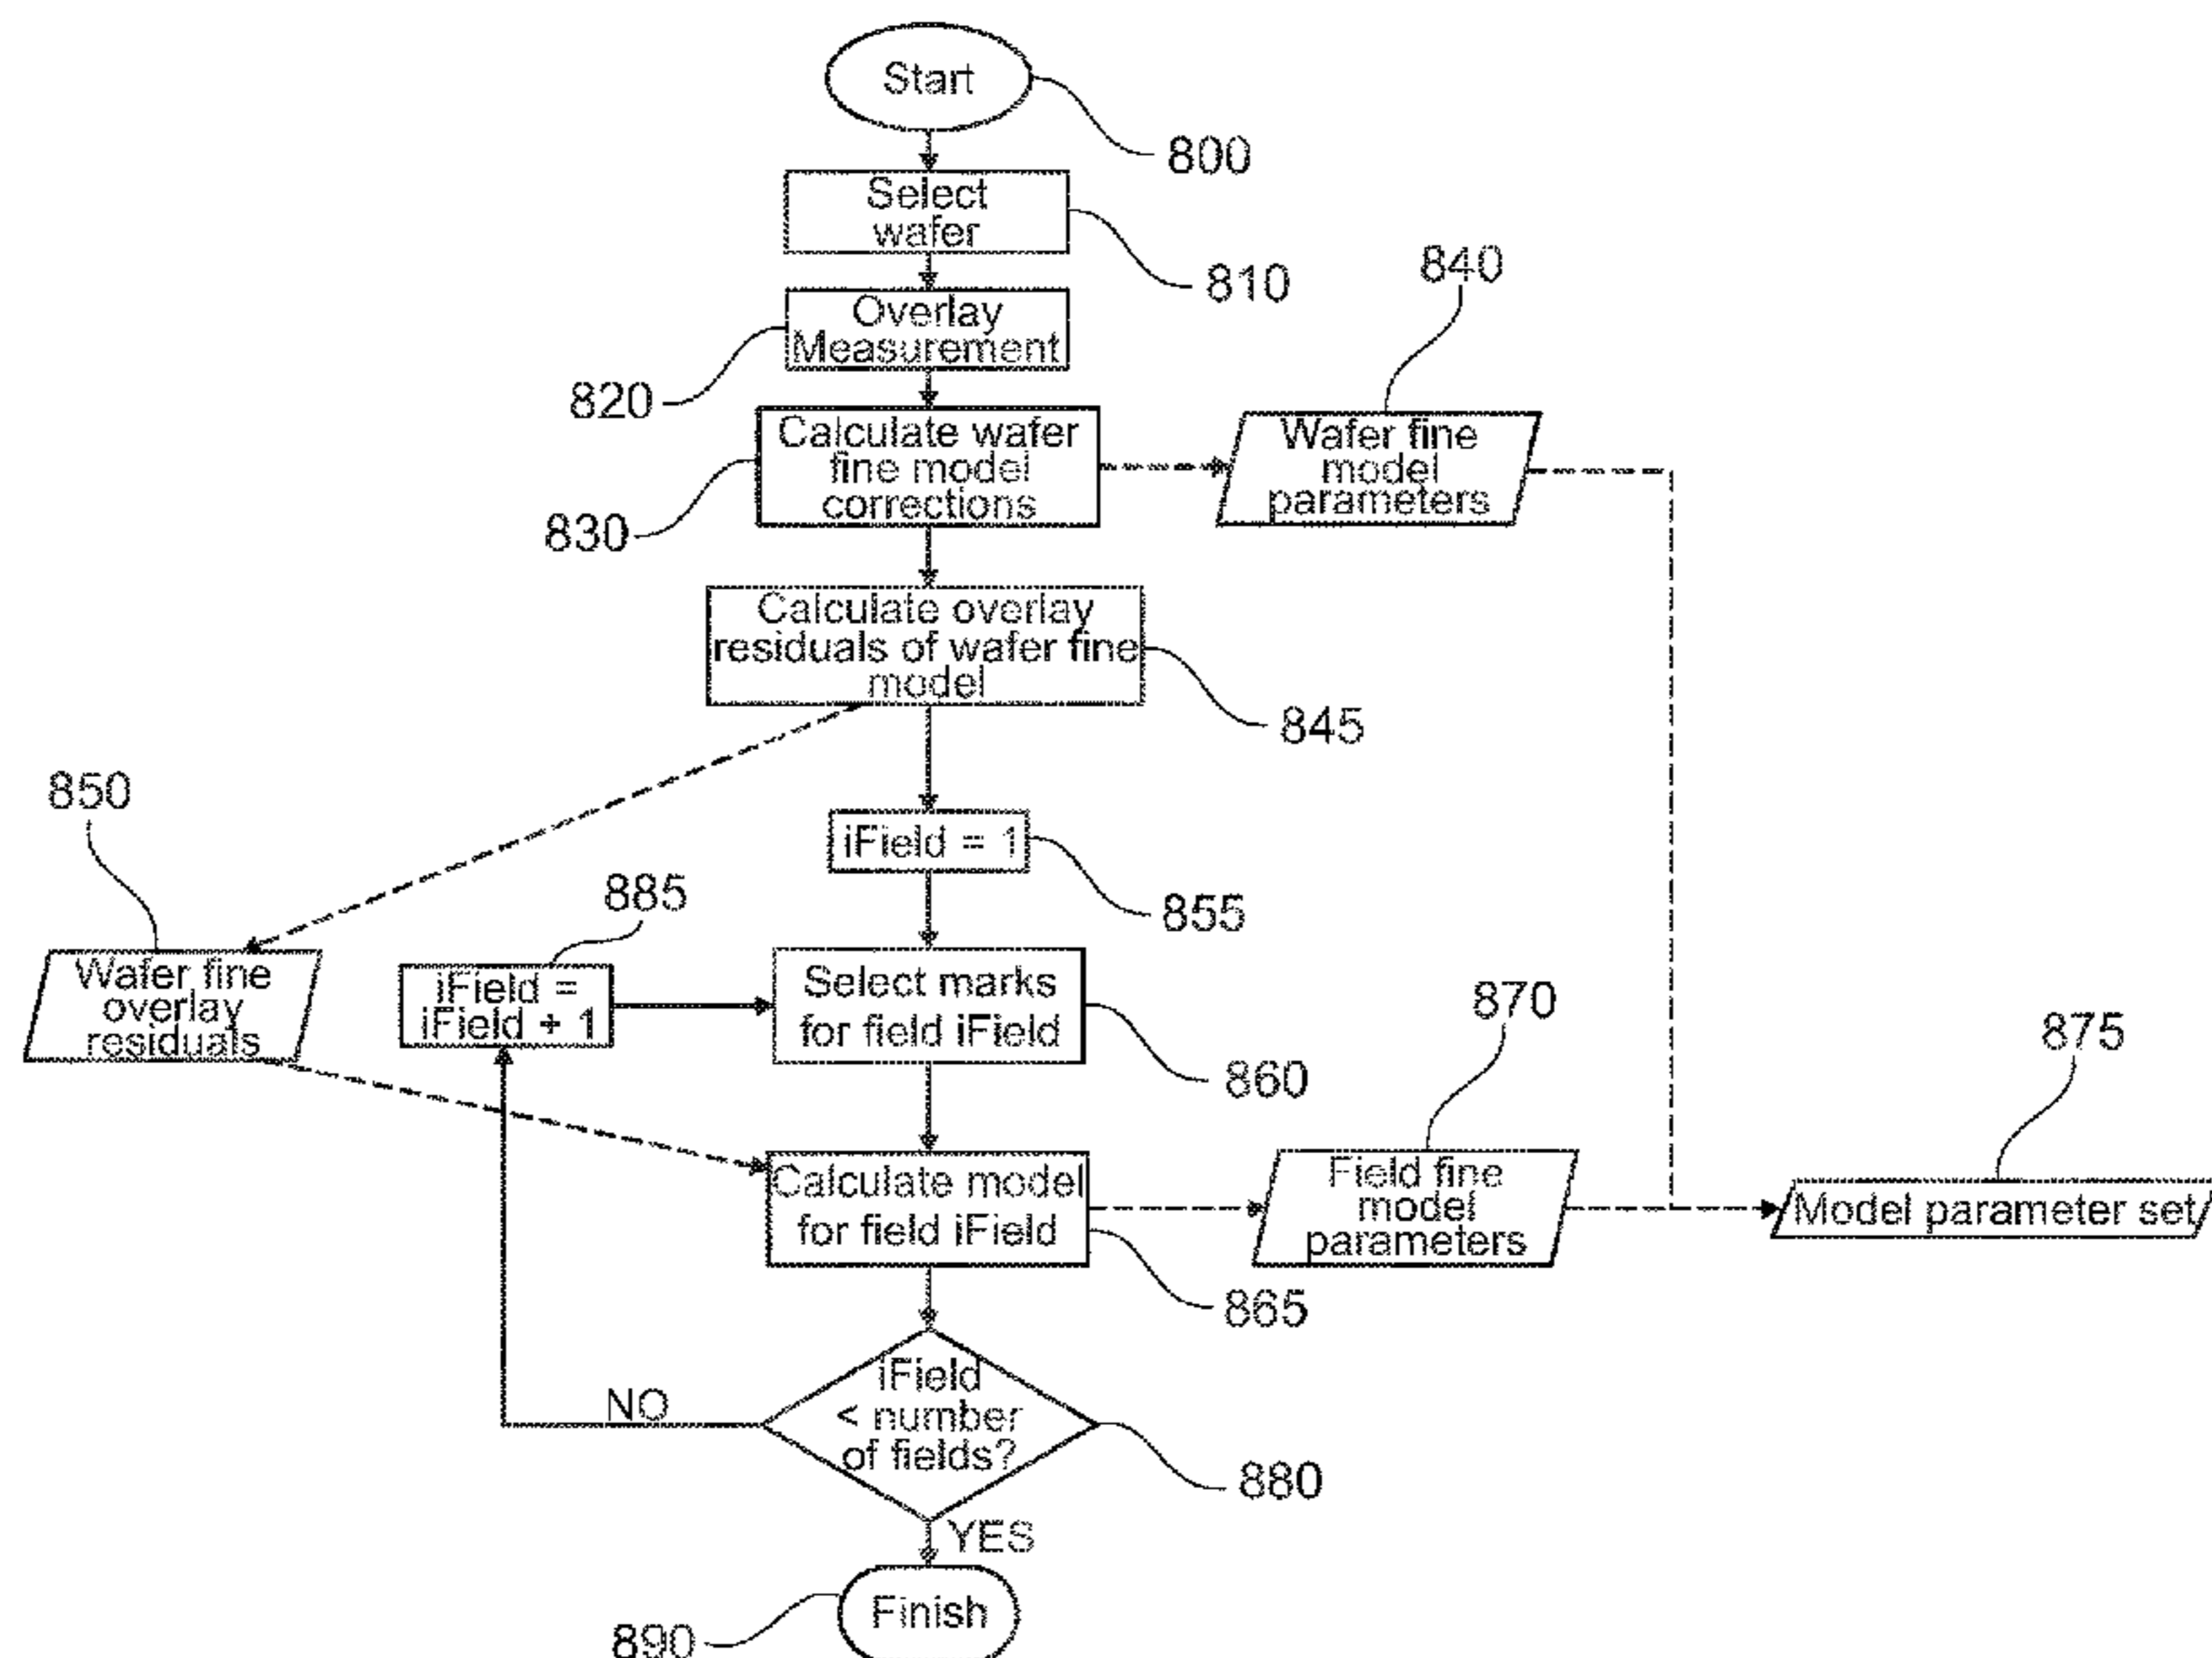 Start
800
Select
wafer
810
Overlay
Measurement
820
840
Calculate wafer
fine model
corrections
830
Wafer fine
model
parameters
Calculate overlay
residuals of wafer fine
model
845
850
iField = 1
855
885
Wafer fine
overlay
residuals
iField =
iField + 1
Select marks
for field iField
860
870
875
Calculate model
for field iField
865
Field fine
model
parameters
Model parameter set
iField
< number
of fields?
NO
880
YES
Finish
890